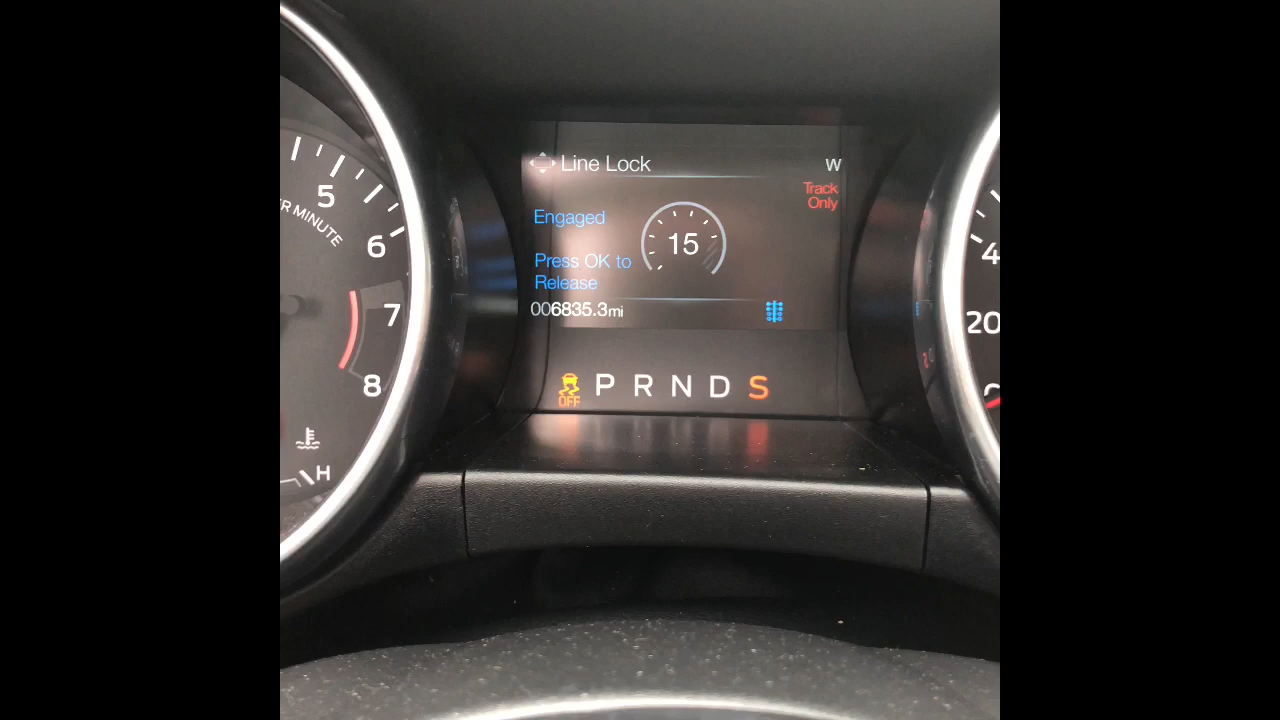 Line Lock
W
Track
Only
Engaged
15
Press OK to
Release
006835.3mi
OFF
P R N D S
5
6
7
8
R MINUTE
H
4
20